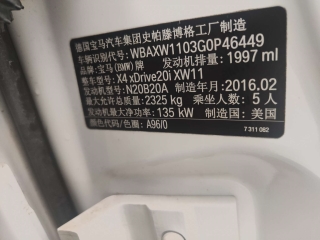 德国宝马汽车集团史帕滕博格工厂制造
车辆识别代号: WBAXW1103G0P46449
品牌: 宝马(BMW)牌 发动机排量: 1997 ml
车型: X4 xDrive20i XW11
发动机型号: N20B20A 制造年月: 2016.02
最大允许总质量: 2325 kg 乘坐人数: 5 人
发动机最大净功率: 135 kW 制造国: 美国
颜色代码/色漆: A96/0
7 311 082